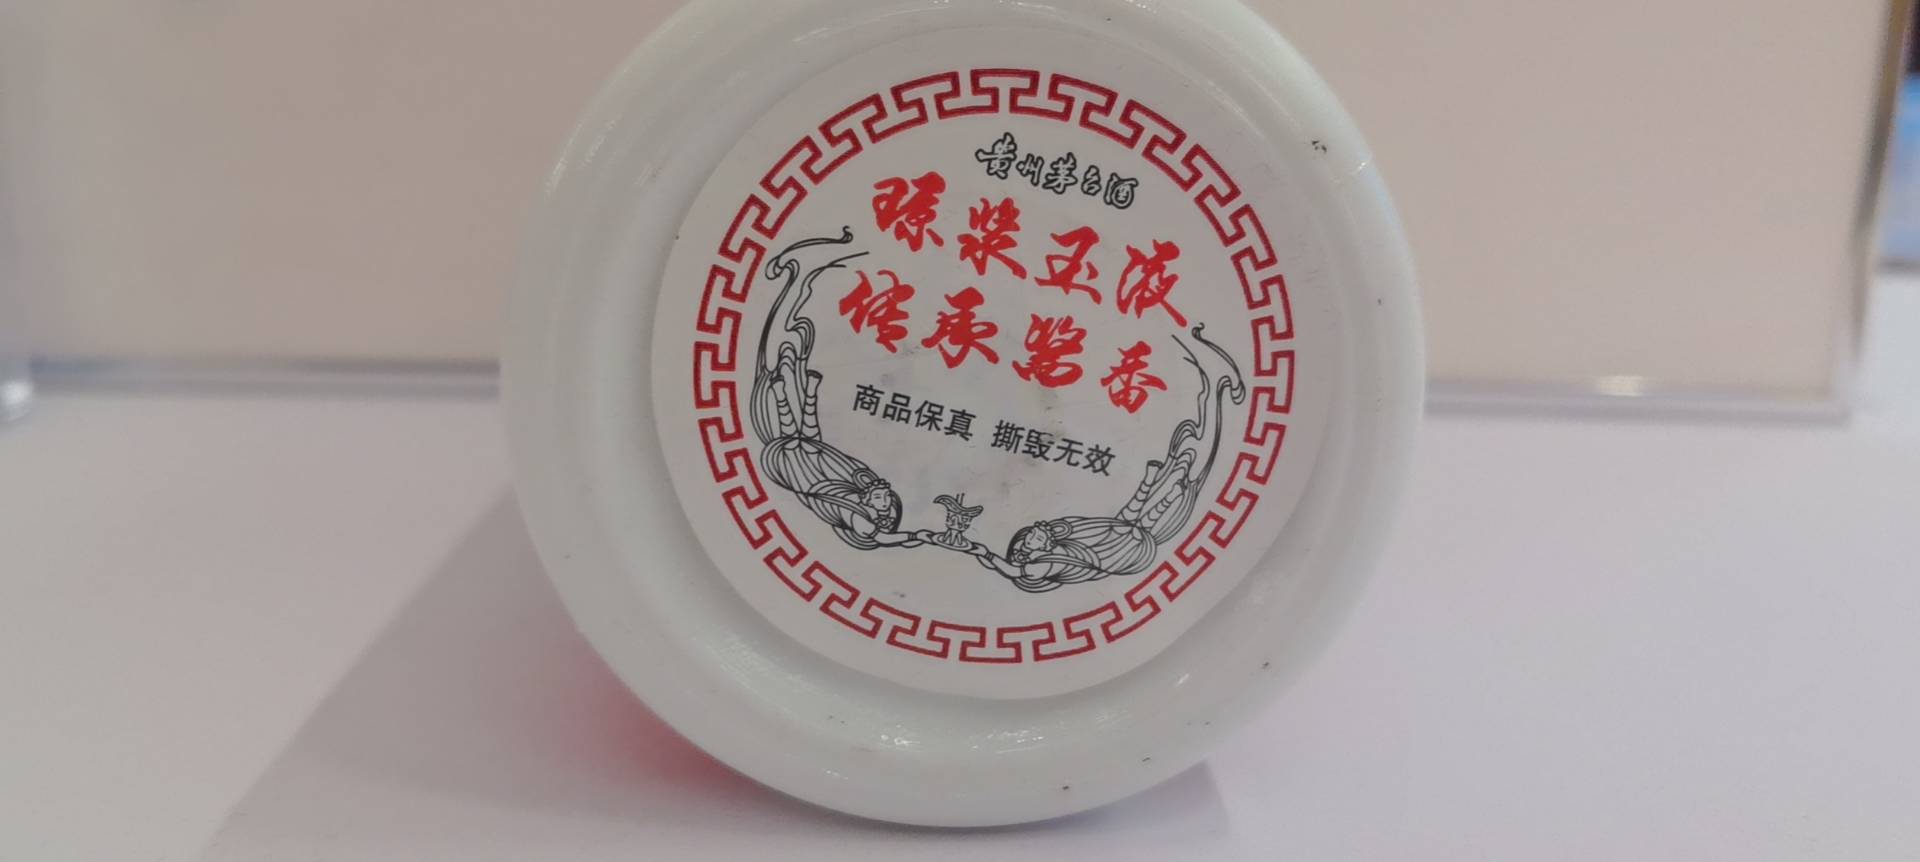 贵州茅台酒
琼浆玉液
传承酱香
商品保真 撕毁无效